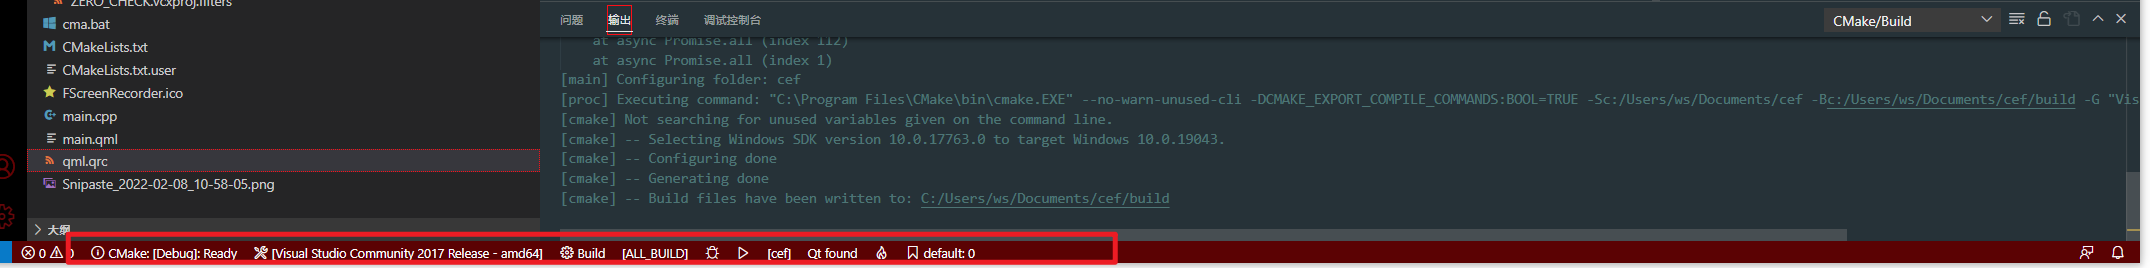 ZERO_CHECK.vcxproj.filters
cma.bat
CMakeLists.txt
CMakeLists.txt.user
FScreenRecorder.ico
main.cpp
main.qml
qml.qrc
Snipaste_2022-02-08_10-58-05.png
大纲
问题 输出 终端 调试控制台 CMake/Build
at async Promise.all (index 112)
at async Promise.all (index 1)
[main] Configuring folder: cef
[proc] Executing command: "C:\Program Files\CMake\bin\cmake.EXE" --no-warn-unused-cli -DCMAKE_EXPORT_COMPILE_COMMANDS:BOOL=TRUE -Sc:/Users/ws/Documents/cef -Bc:/Users/ws/Documents/cef/build -G "Vis
[cmake] Not searching for unused variables given on the command line.
[cmake] -- Selecting Windows SDK version 10.0.17763.0 to target Windows 10.0.19043.
[cmake] -- Configuring done
[cmake] -- Generating done
[cmake] -- Build files have been written to: C:/Users/ws/Documents/cef/build
0 0 CMake: [Debug]: Ready [Visual Studio Community 2017 Release - amd64] Build [ALL_BUILD] [cef] Qt found default: 0